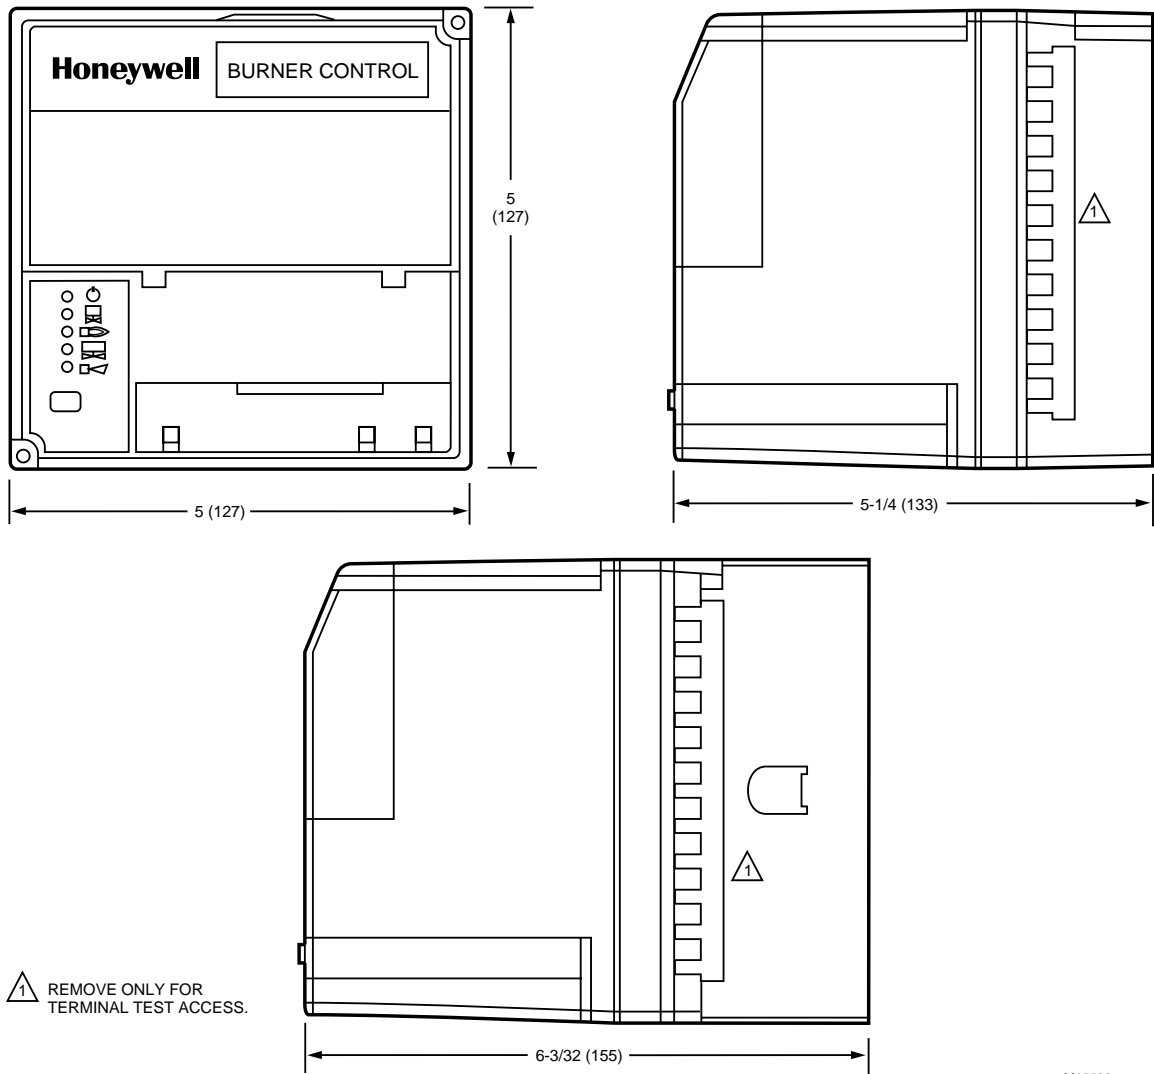 Honeywell
BURNER CONTROL
5
(127)
5 (127)
1
5-1/4 (133)
1
1 REMOVE ONLY FOR
TERMINAL TEST ACCESS.
6-3/32 (155)